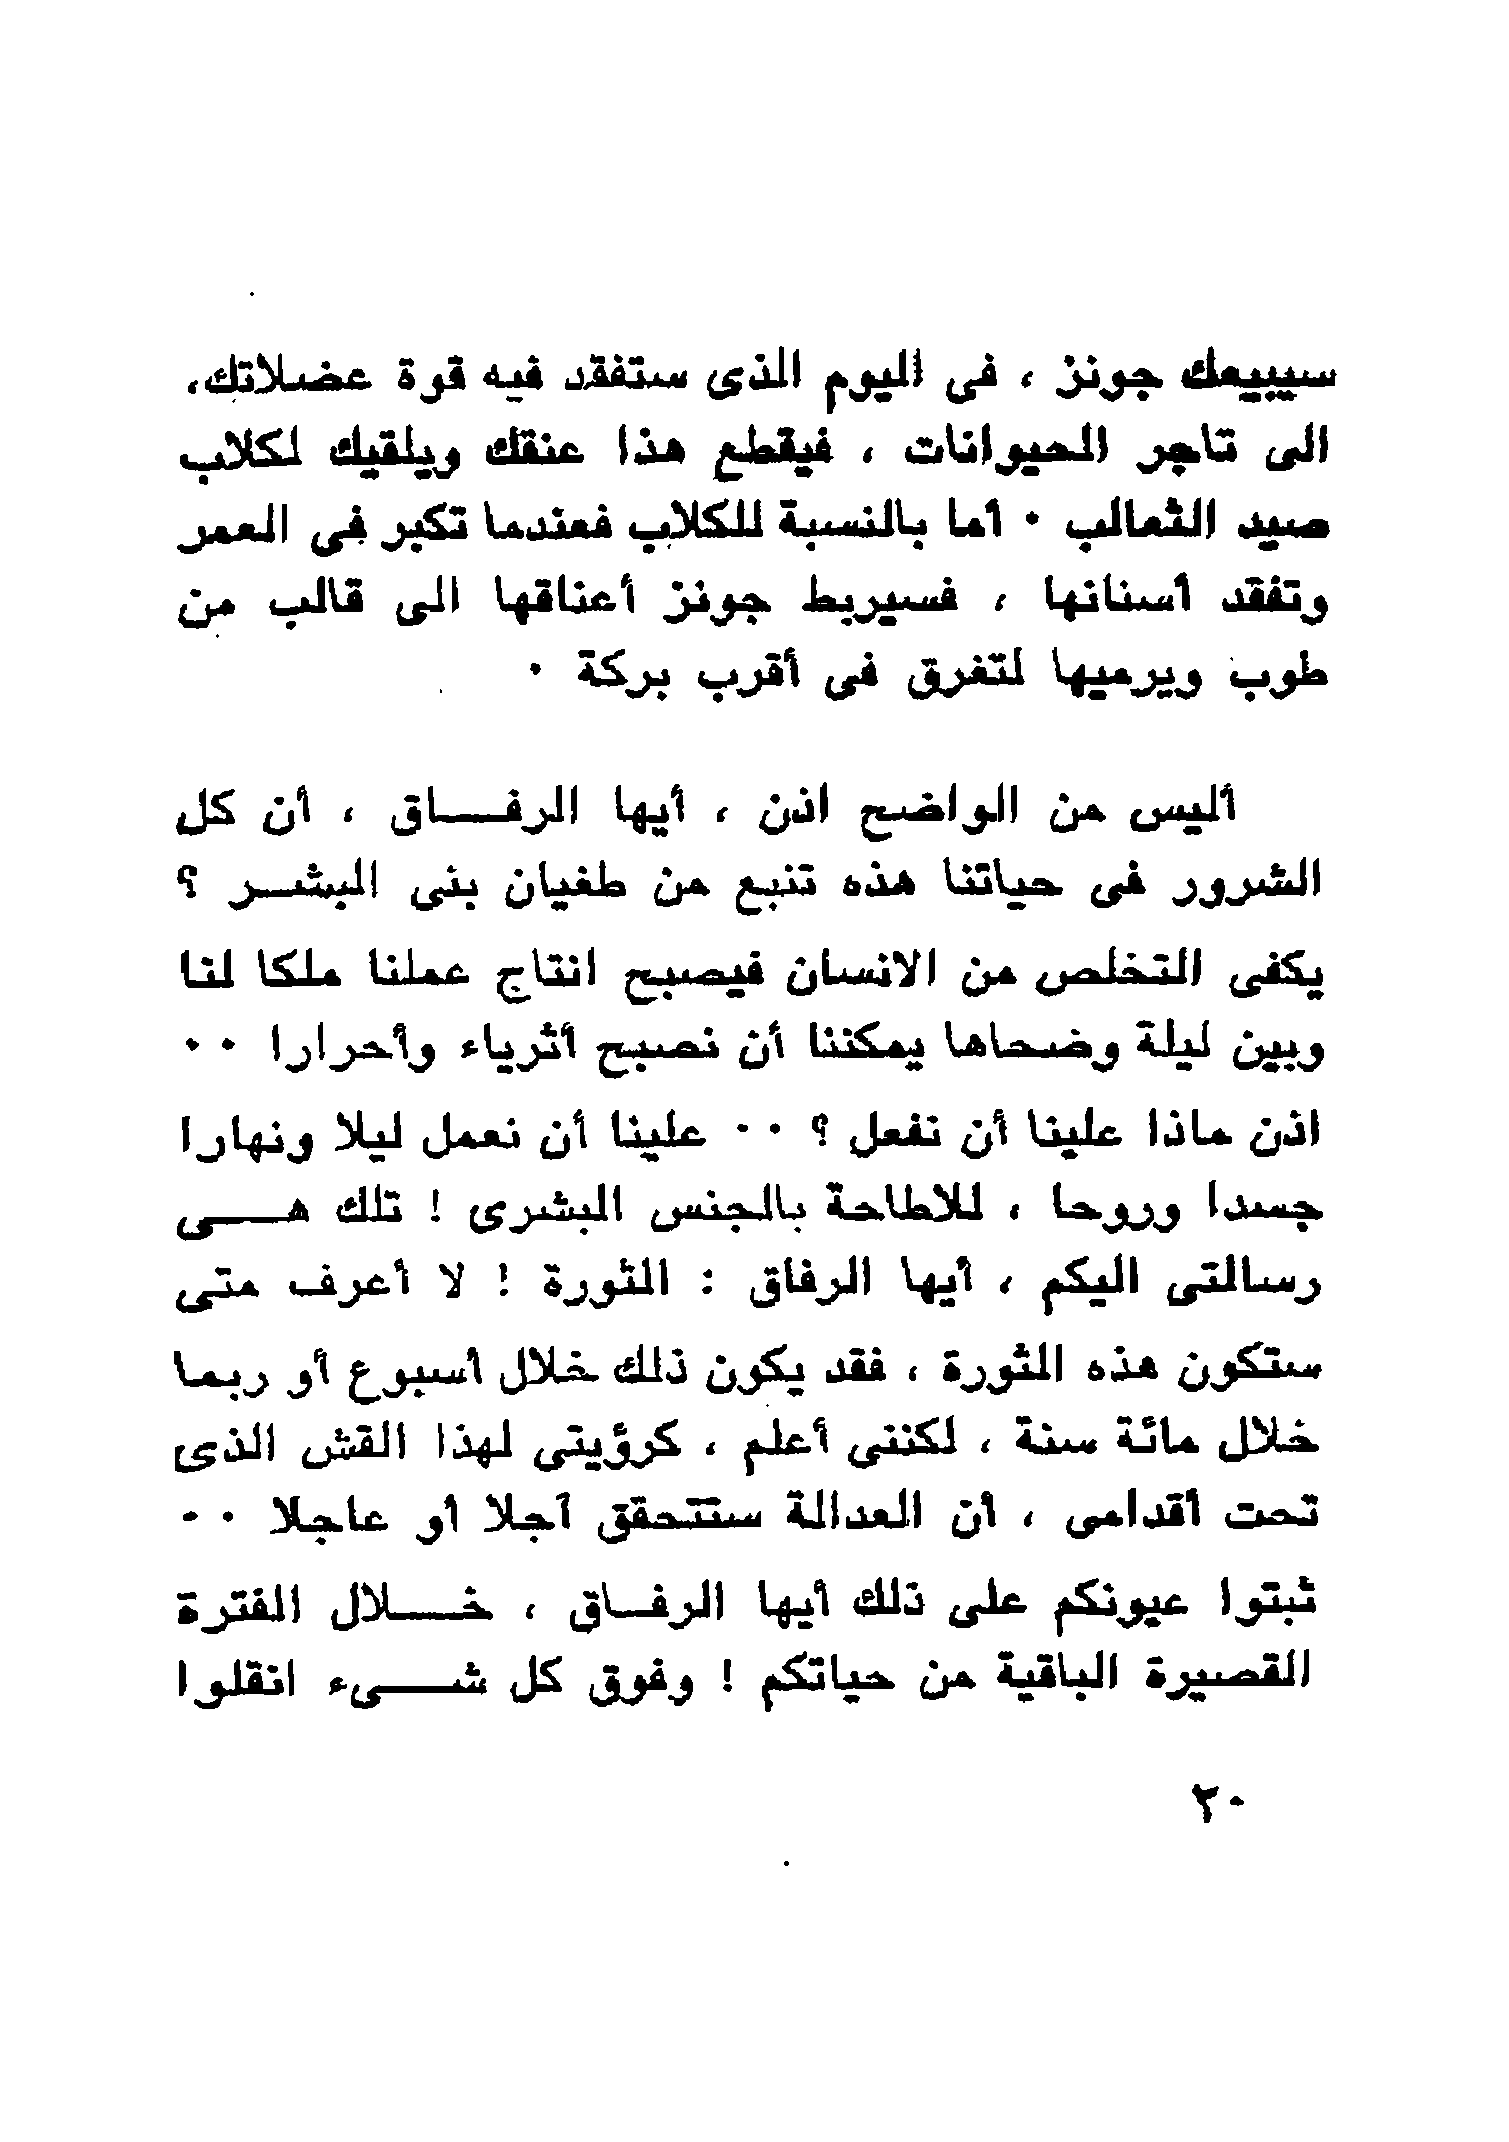 سيبيعك جونز ، فى اليوم الذى ستفقد فيه قوة عضلاتك،
الى تاجر الحيوانات ، فيقطع هذا عنقك ويلقيك لكلاب
صيد الثعالب ٠ أما بالنسبة للكلاب فعندما تكبر فى العمر
وتفقد أسنانها ، فسيربط جونز أعناقها الى قالب من
طوب ويرميها لتغرق فى أقرب بركة ٠
أليس من الواضح اذن ، أيها الرفـــاق ، أن كل
الشرور فى حياتنا هذه تنبع من طغيان بنى البشـــر ؟
يكفى التخلص من الانسان فيصبح انتاج عملنا ملكا لنا
وبين ليلة وضحاها يمكننا أن نصبح أثرياء وأحرارا ٠٠
اذن ماذا علينا أن نفعل ؟ ٠٠ علينا أن نعمل ليلا ونهارا
جسدا وروحا ، للاطاحة بالجنس البشرى ! تلك هـــى
رسالتى اليكم ، أيها الرفاق : الثورة ! لا أعرف متى
ستكون هذه الثورة ، فقد يكون ذلك خلال أسبوع أو ربما
خلال مائة سنة ، لكننى أعلم ، كرؤيتى لهذا القش الذى
تحت أقدامى ، أن العدالة ستتحقق آجلا أو عاجلا ٠٠
ثبتوا عيونكم على ذلك أيها الرفـاق ، خـــلال الفترة
القصيرة الباقية من حياتكم ! وفوق كل شـــىء انقلوا
٢٠